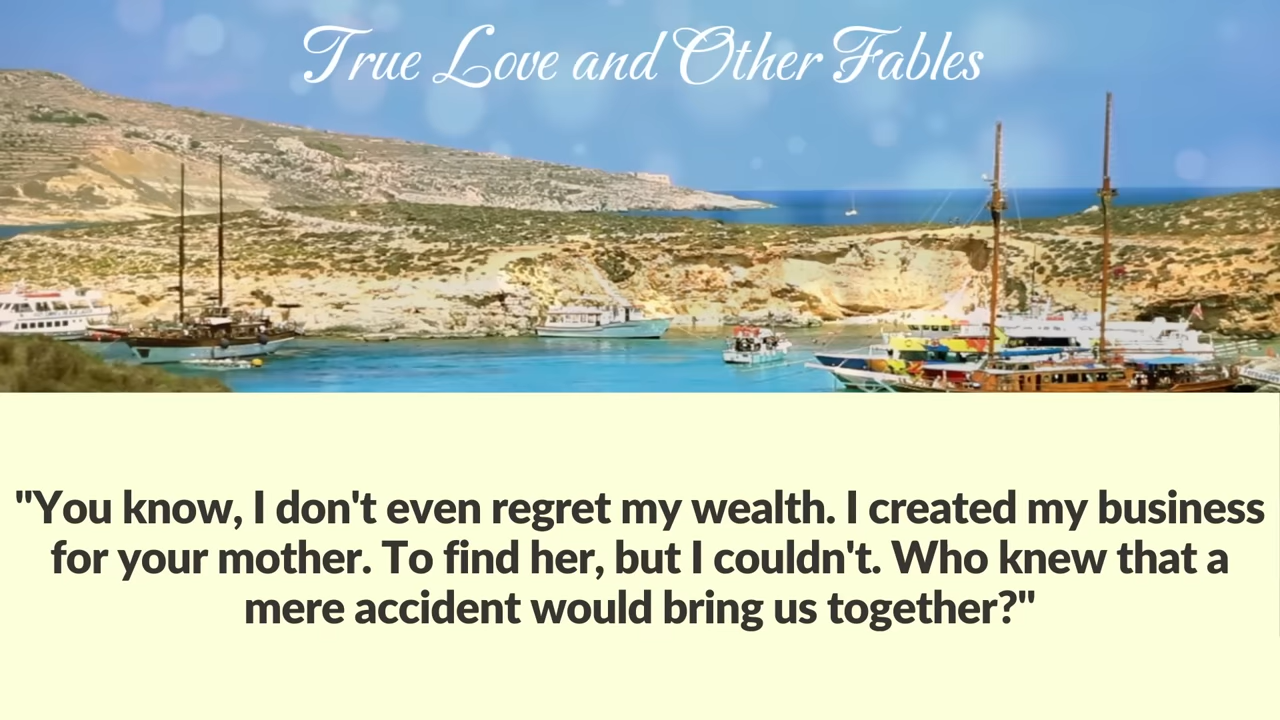 True Love and Other Fables
"You know, I don't even regret my wealth. I created my business
for your mother. To find her, but I couldn't. Who knew that a
mere accident would bring us together?"